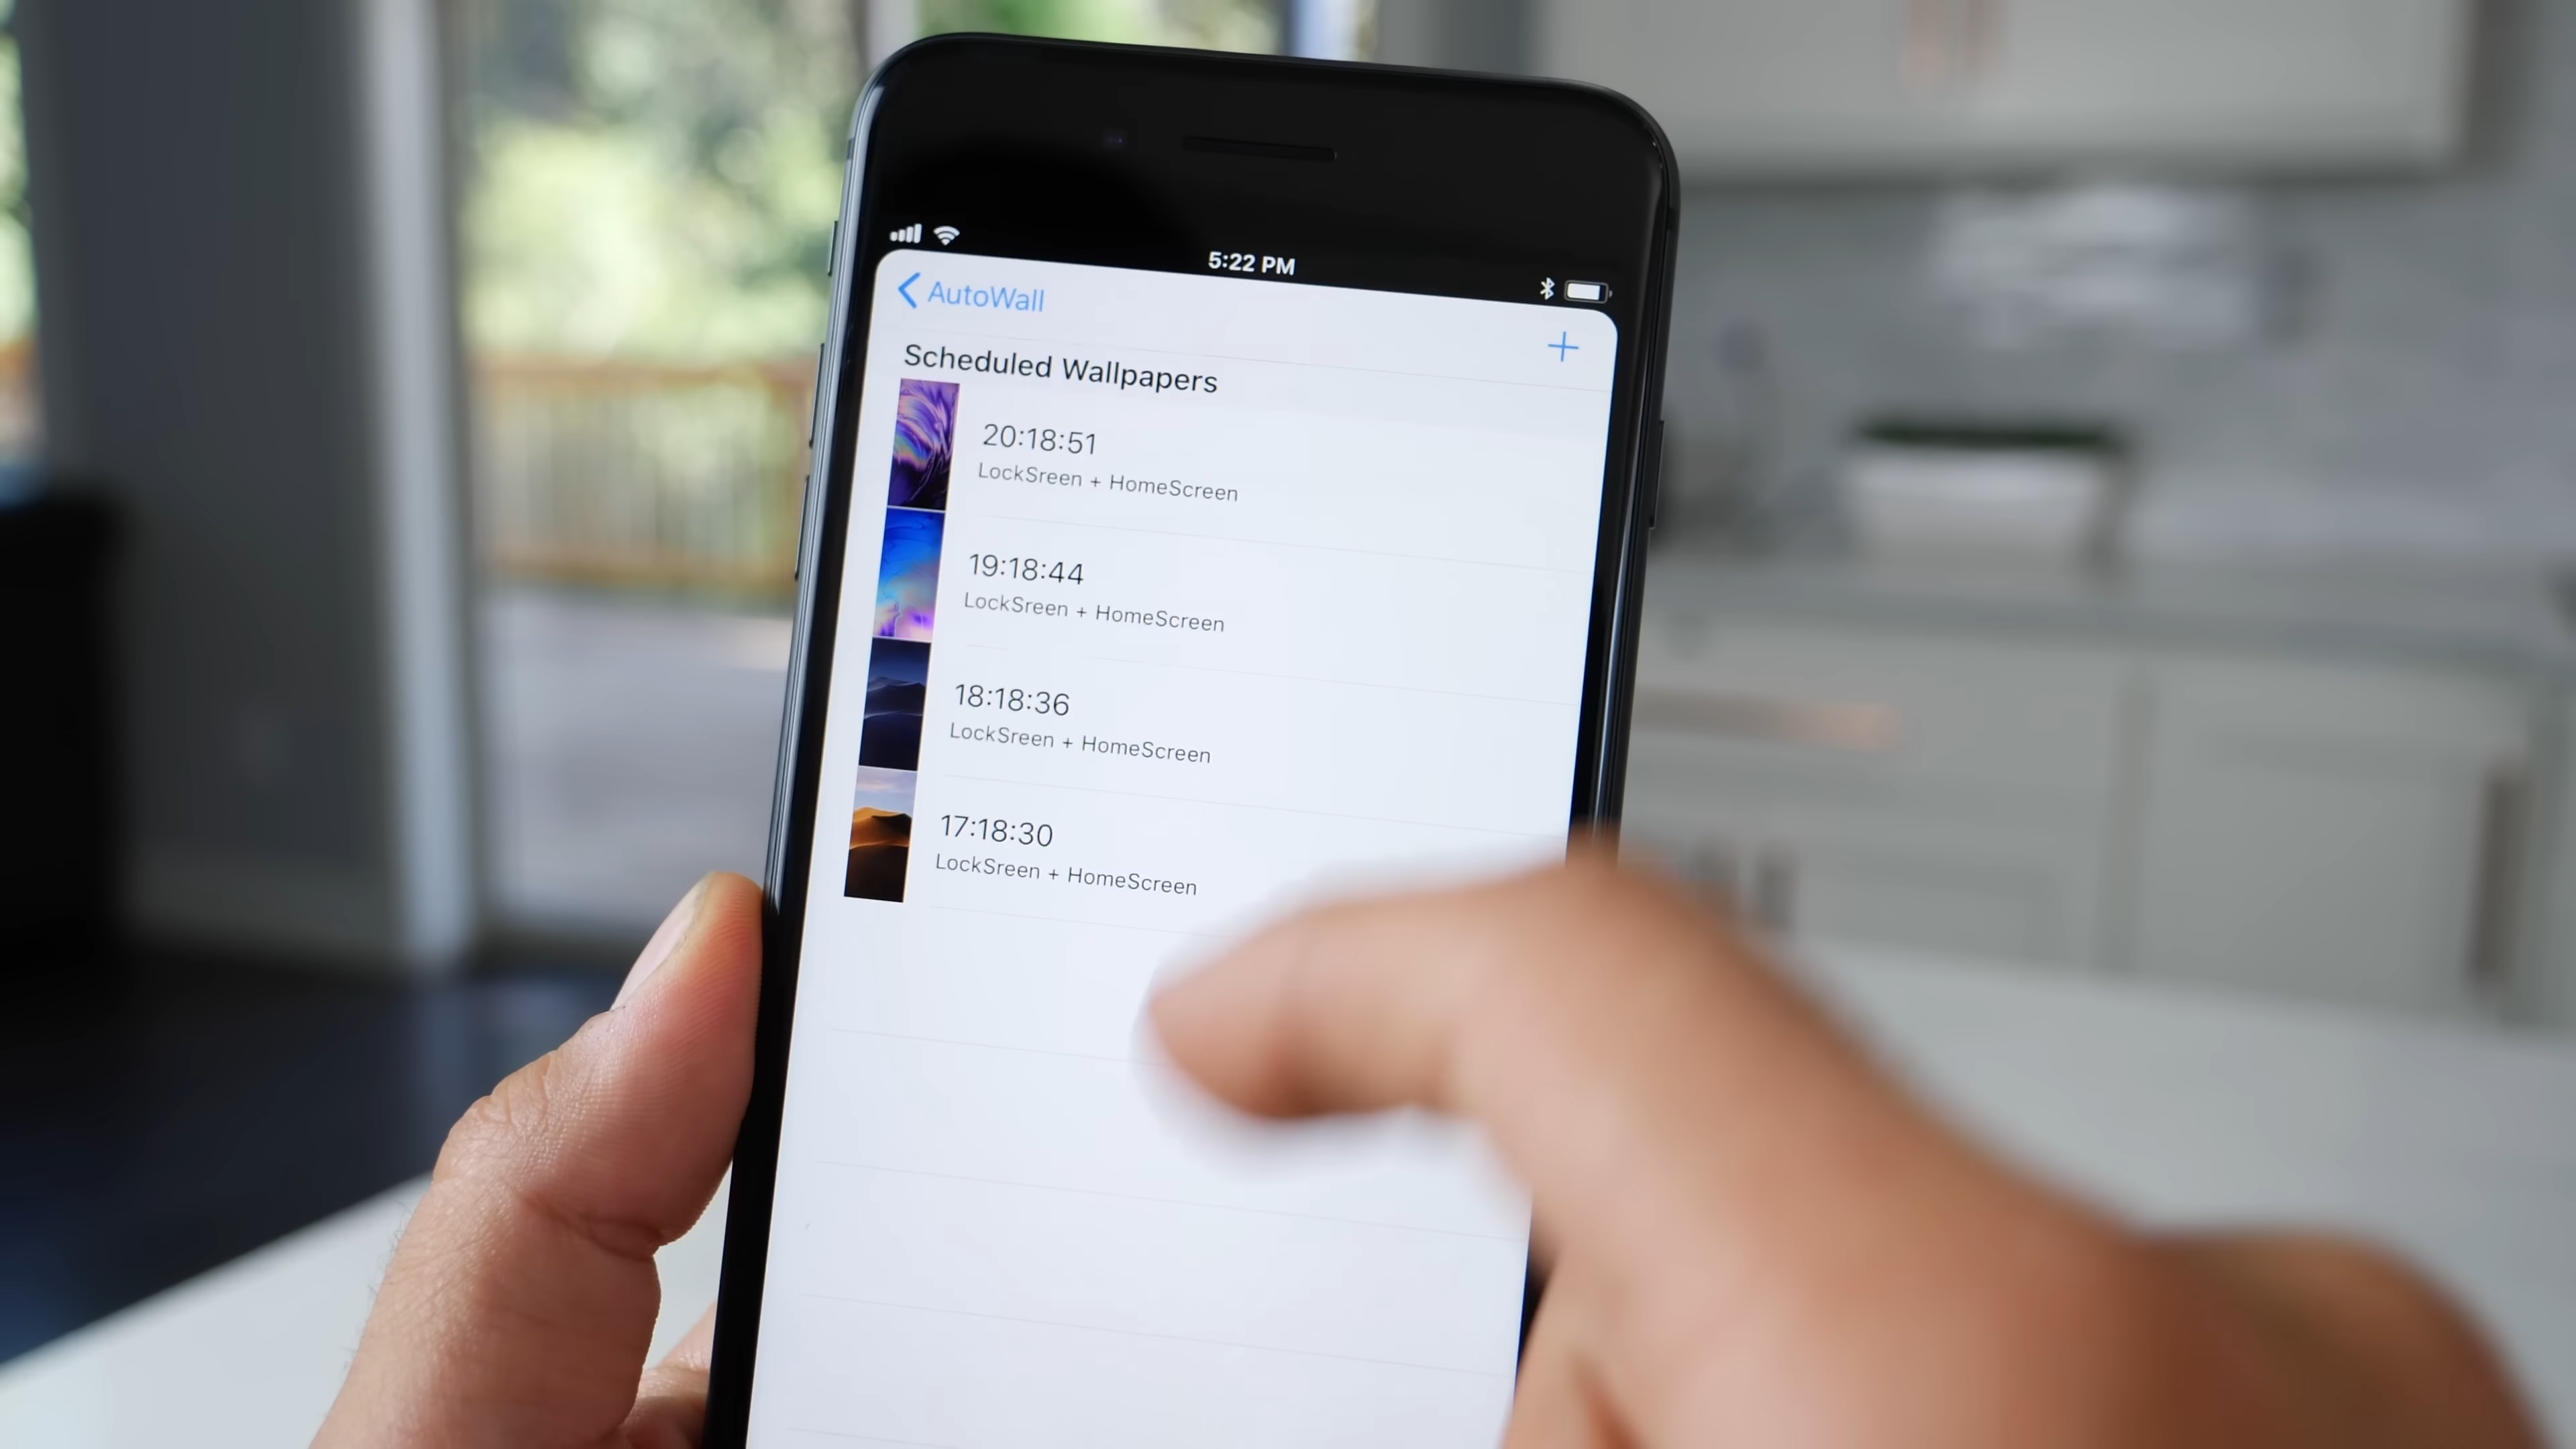 5:22 PM
AutoWall
Scheduled Wallpapers
20:18:51
LockSreen + HomeScreen
19:18:44
LockSreen + HomeScreen
18:18:36
LockSreen + HomeScreen
17:18:30
LockSreen + HomeScreen